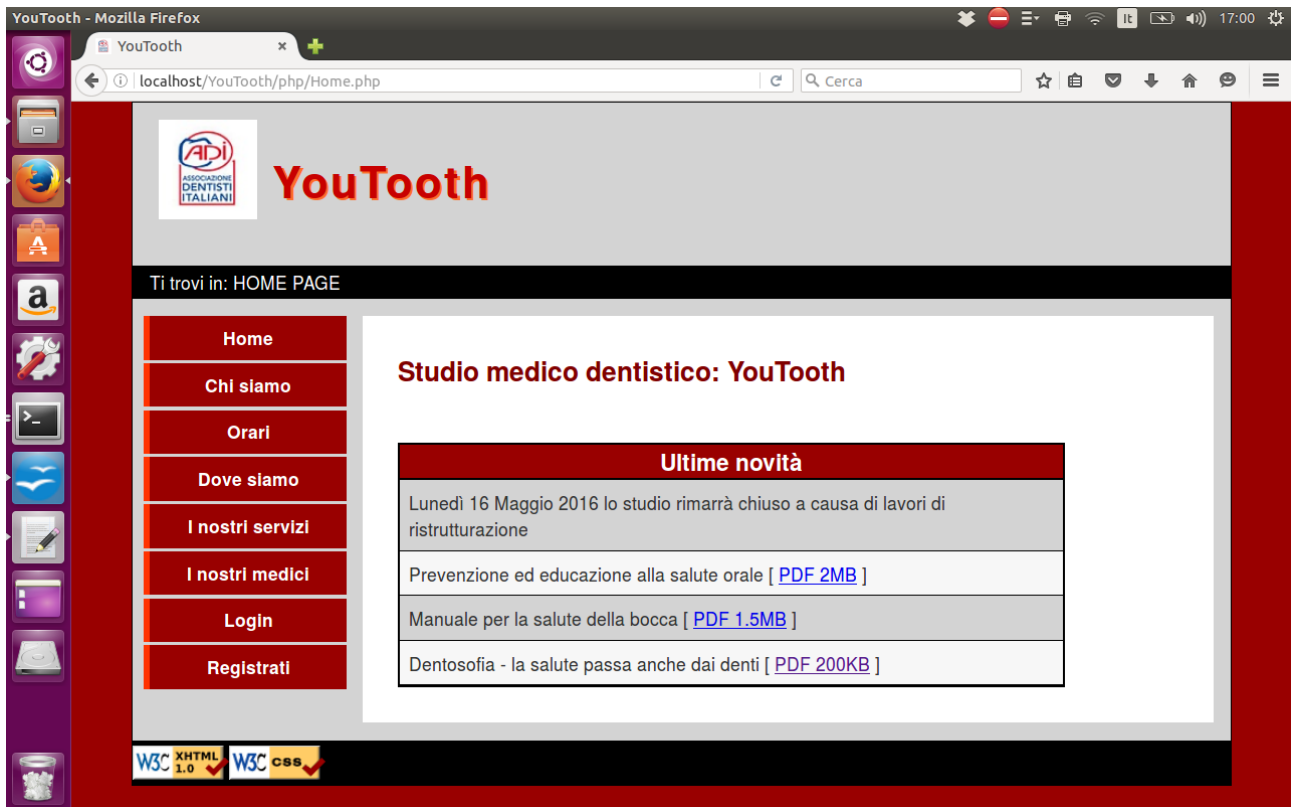 YouTooth - Mozilla Firefox
It
17:00
YouTooth
localhost/YouTooth/php/Home.php
Cerca
ADI
ASSOCIAZIONE
DENTISTI
ITALIANI
YouTooth
Ti trovi in: HOME PAGE
Home
Chi siamo
Orari
Dove siamo
I nostri servizi
I nostri medici
Login
Registrati
Studio medico dentistico: YouTooth
Ultime novità
Lunedì 16 Maggio 2016 lo studio rimarrà chiuso a causa di lavori di
ristrutturazione
Prevenzione ed educazione alla salute orale [ PDF 2MB ]
Manuale per la salute della bocca [ PDF 1.5MB ]
Dentosofia - la salute passa anche dai denti [ PDF 200KB ]
W3C XHTML 1.0
W3C css